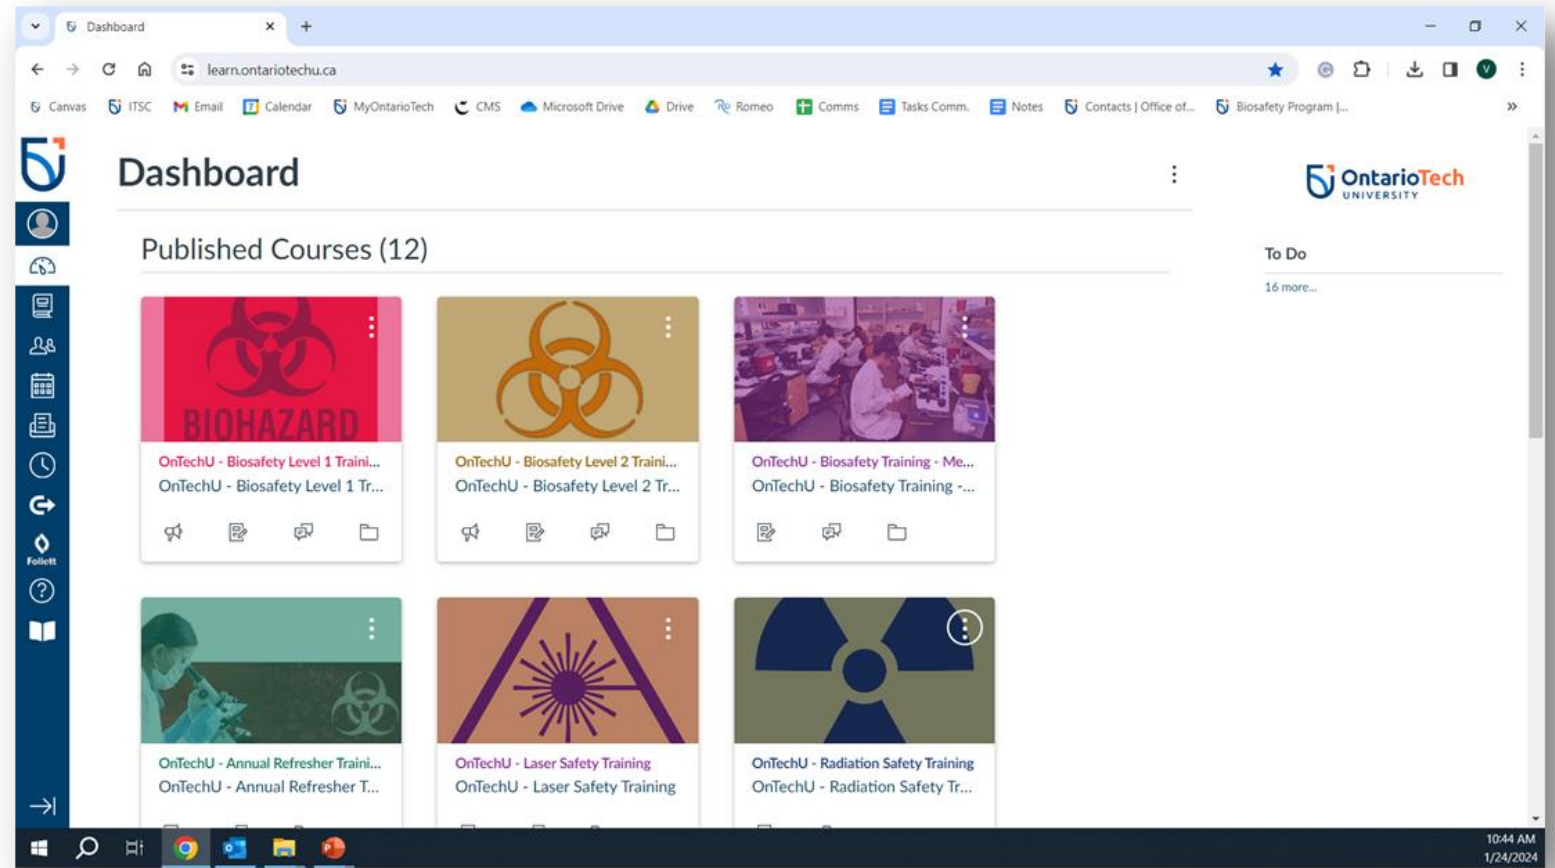 Dashboard
learn.ontariotechu.ca
V
Canvas ITSC Email Calendar MyOntarioTech CMS Microsoft Drive Drive Romeo Comms Tasks Comm. Notes Contacts | Office of... Biosafety Program |...
Dashboard
OntarioTech
UNIVERSITY
Published Courses (12)
To Do
16 more...
BIOHAZARD
OnTechU - Biosafety Level 1 Traini...
OnTechU - Biosafety Level 1 Tr...
OnTechU - Biosafety Level 2 Traini...
OnTechU - Biosafety Level 2 Tr...
OnTechU - Biosafety Training - Me...
OnTechU - Biosafety Training -...
Follett
OnTechU - Annual Refresher Traini...
OnTechU - Annual Refresher T...
OnTechU - Laser Safety Training
OnTechU - Laser Safety Training
OnTechU - Radiation Safety Training
OnTechU - Radiation Safety Tr...
10:44 AM
1/24/2024